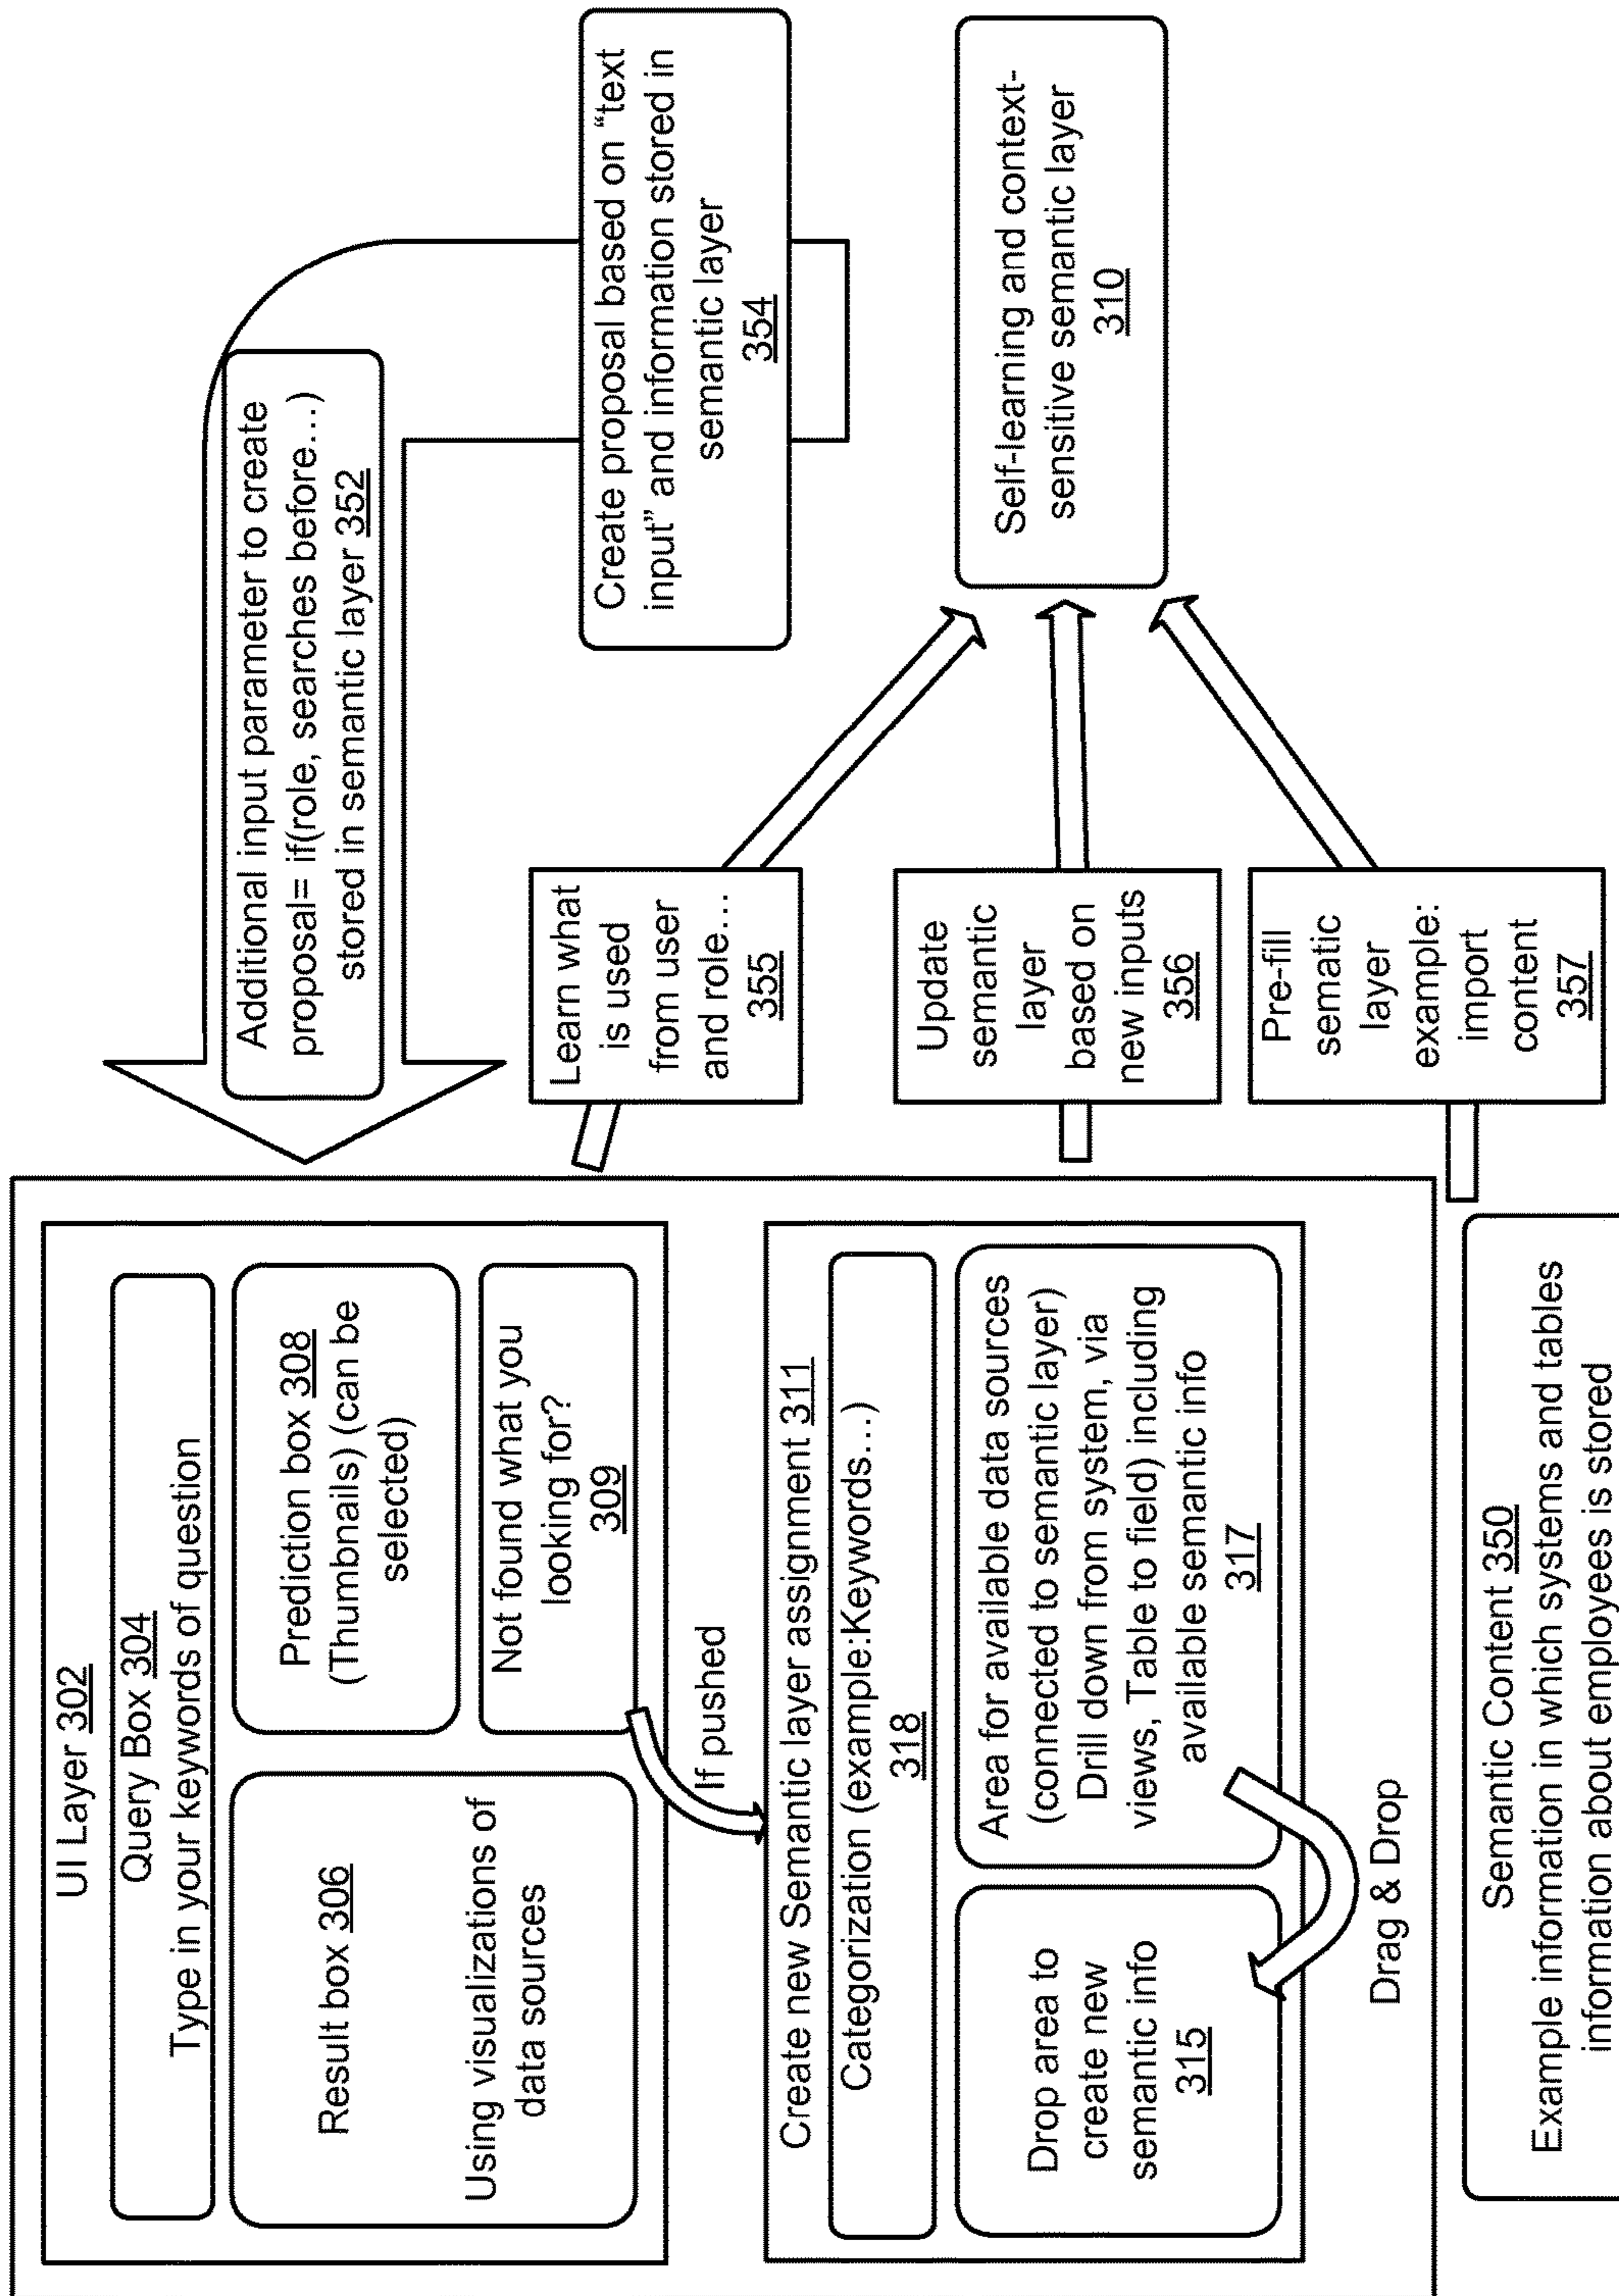 UI Layer 302
Query Box 304
Type in your keywords of question
Result box 306
Using visualizations of
data sources
Prediction box 308
(Thumbnails) (can be
selected)
Not found what you
looking for?
309
If pushed
Create new Semantic layer assignment 311
Categorization (example:Keywords...)
318
Drop area to
create new
semantic info
315
Area for available data sources
(connected to semantic layer)
Drill down from system, via
views, Table to field) including
available semantic info
317
Drag & Drop
Semantic Content 350
Example information in which systems and tables
information about employees is stored
Additional input parameter to create
proposal= if(role, searches before...)
stored in semantic layer 352
Learn what
is used
from user
and role...
355
Update
semantic
layer
based on
new inputs
356
Pre-fill
sematic
layer
example:
import
content
357
Create proposal based on “text
input” and information stored in
semantic layer
354
Self-learning and context-
sensitive semantic layer
310